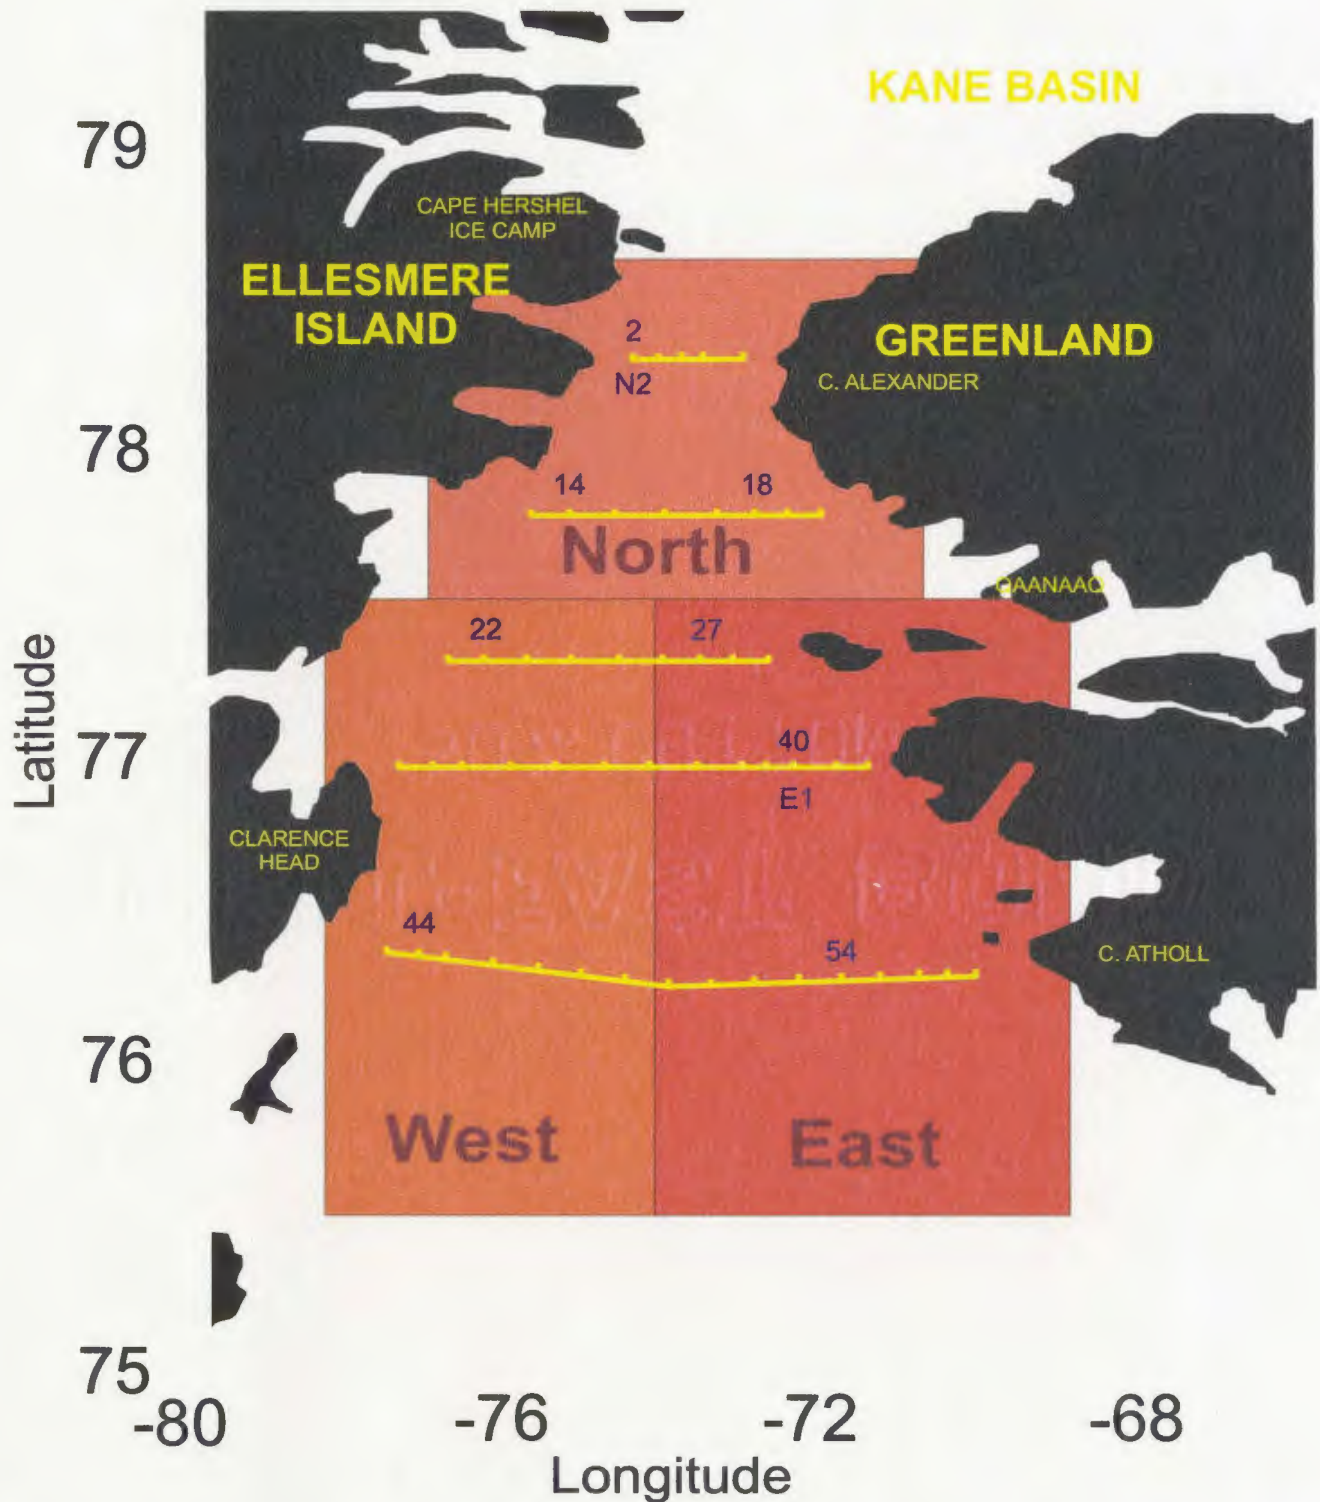 KANE BASIN
79
CAPE HERSHEL
ICE CAMP
ELLESMERE
ISLAND
2
GREENLAND
N2
C. ALEXANDER
78
14
18
North
QAANAAQ
22
27
Latitude
77
40
E1
CLARENCE
HEAD
44
54
C. ATHOLL
76
West
East
75
-80
-76
-72
-68
Longitude